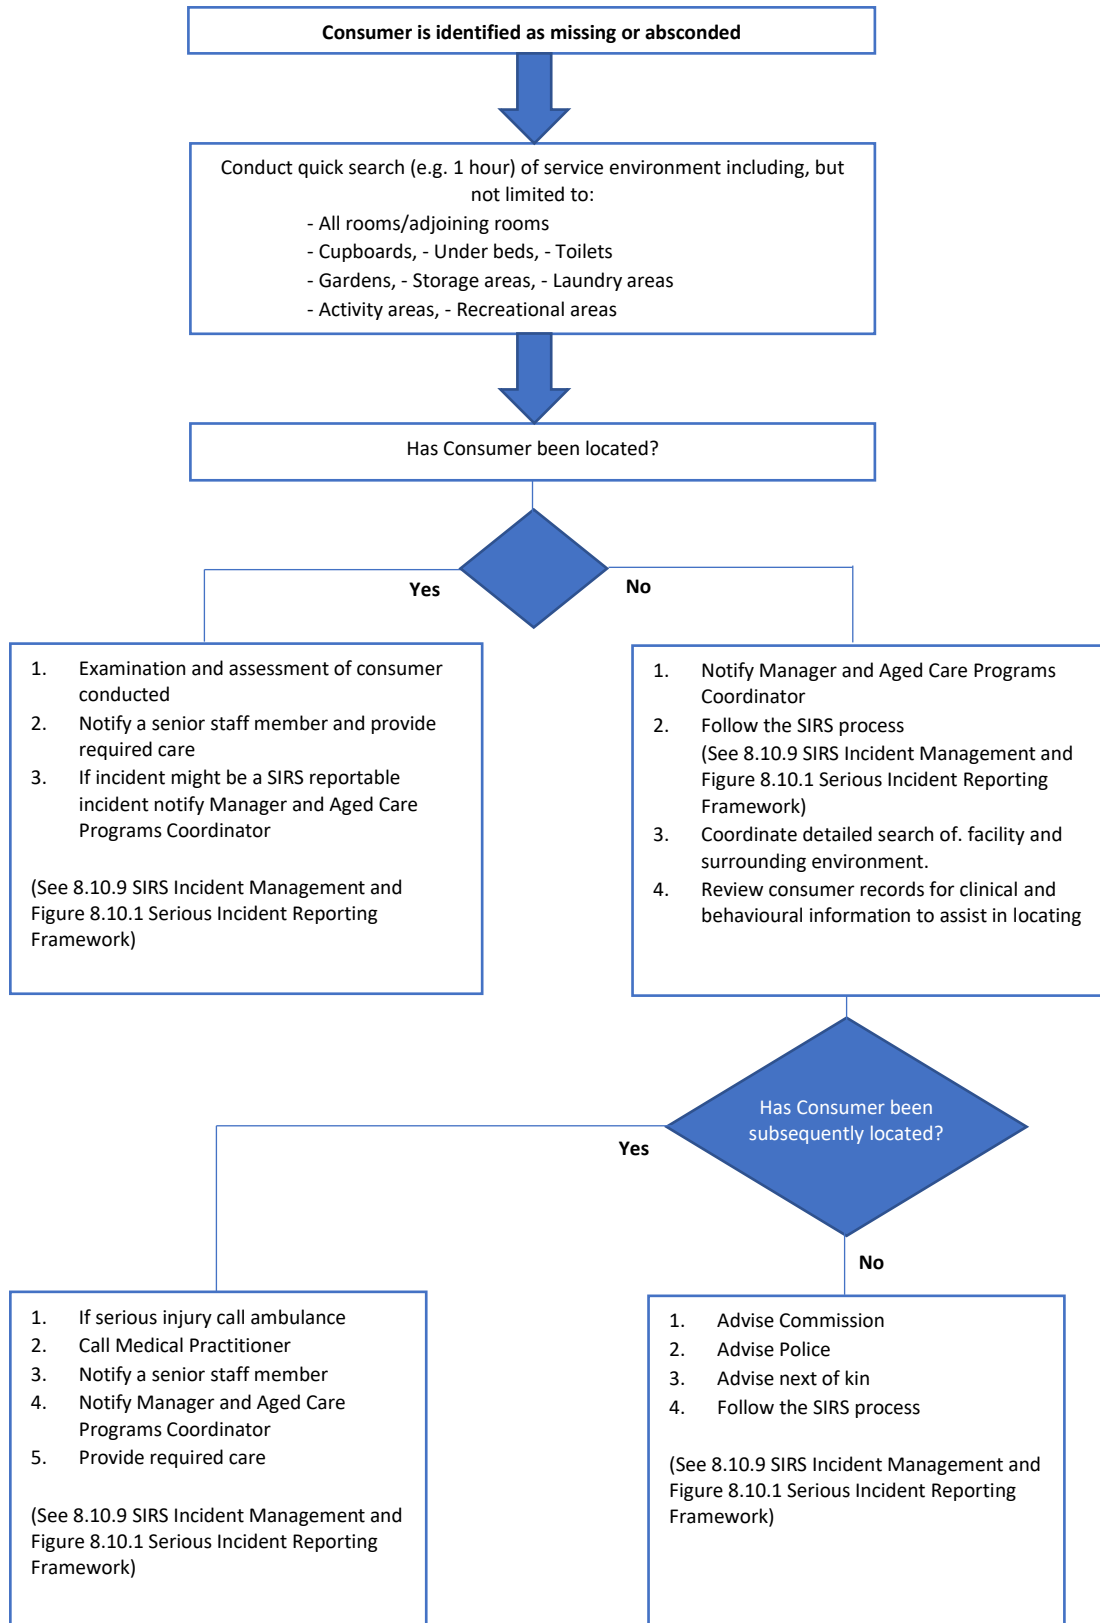 Consumer is identified as missing or absconded
Conduct quick search (e.g. 1 hour) of service environment including, but
not limited to:
- All rooms/adjoining rooms
- Cupboards, - Under beds, - Toilets
- Gardens, - Storage areas, - Laundry areas
- Activity areas, - Recreational areas
Has Consumer been located?
Yes
No
1. Examination and assessment of consumer
conducted
2. Notify a senior staff member and provide
required care
3. If incident might be a SIRS reportable
incident notify Manager and Aged Care
Programs Coordinator
(See 8.10.9 SIRS Incident Management and
Figure 8.10.1 Serious Incident Reporting
Framework)
1. Notify Manager and Aged Care Programs
Coordinator
2. Follow the SIRS process
(See 8.10.9 SIRS Incident Management and
Figure 8.10.1 Serious Incident Reporting
Framework)
3. Coordinate detailed search of. facility and
surrounding environment.
4. Review consumer records for clinical and
behavioural information to assist in locating
Has Consumer been
subsequently located?
Yes
No
1. If serious injury call ambulance
2. Call Medical Practitioner
3. Notify a senior staff member
4. Notify Manager and Aged Care
Programs Coordinator
5. Provide required care
(See 8.10.9 SIRS Incident Management and
Figure 8.10.1 Serious Incident Reporting
Framework)
1. Advise Commission
2. Advise Police
3. Advise next of kin
4. Follow the SIRS process
(See 8.10.9 SIRS Incident Management and
Figure 8.10.1 Serious Incident Reporting
Framework)